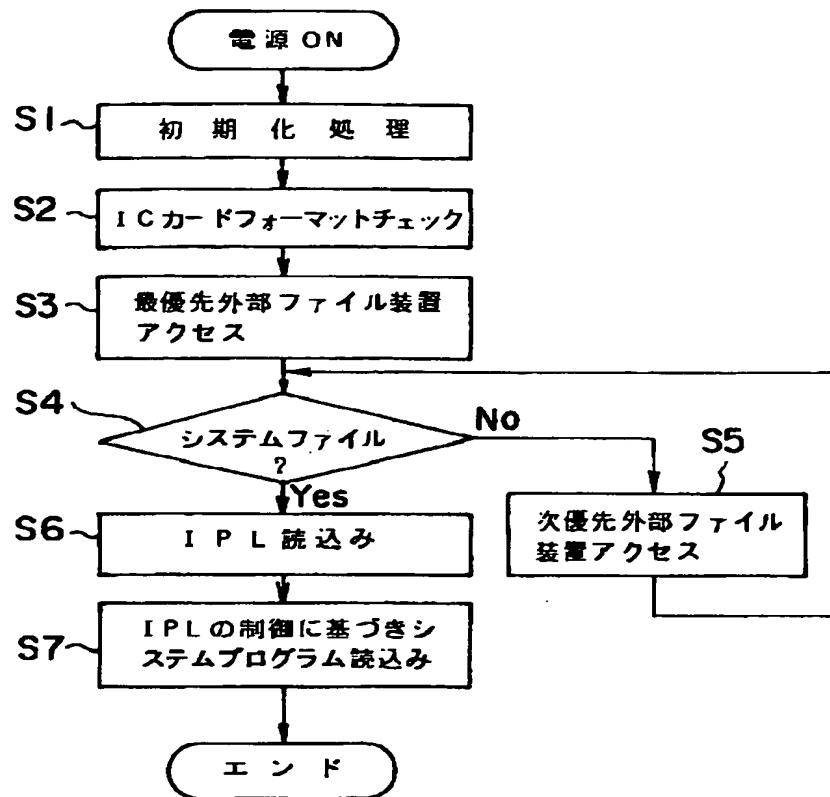 電源ON
S1
初期化処理
S2
ICカードフォーマットチェック
S3
最優先外部ファイル装置
アクセス
S4
システムファイル
?
No
Yes
S5
次優先外部ファイル
装置アクセス
S6
IPL読込み
S7
IPLの制御に基づきシ
ステムプログラム読込み
エンド